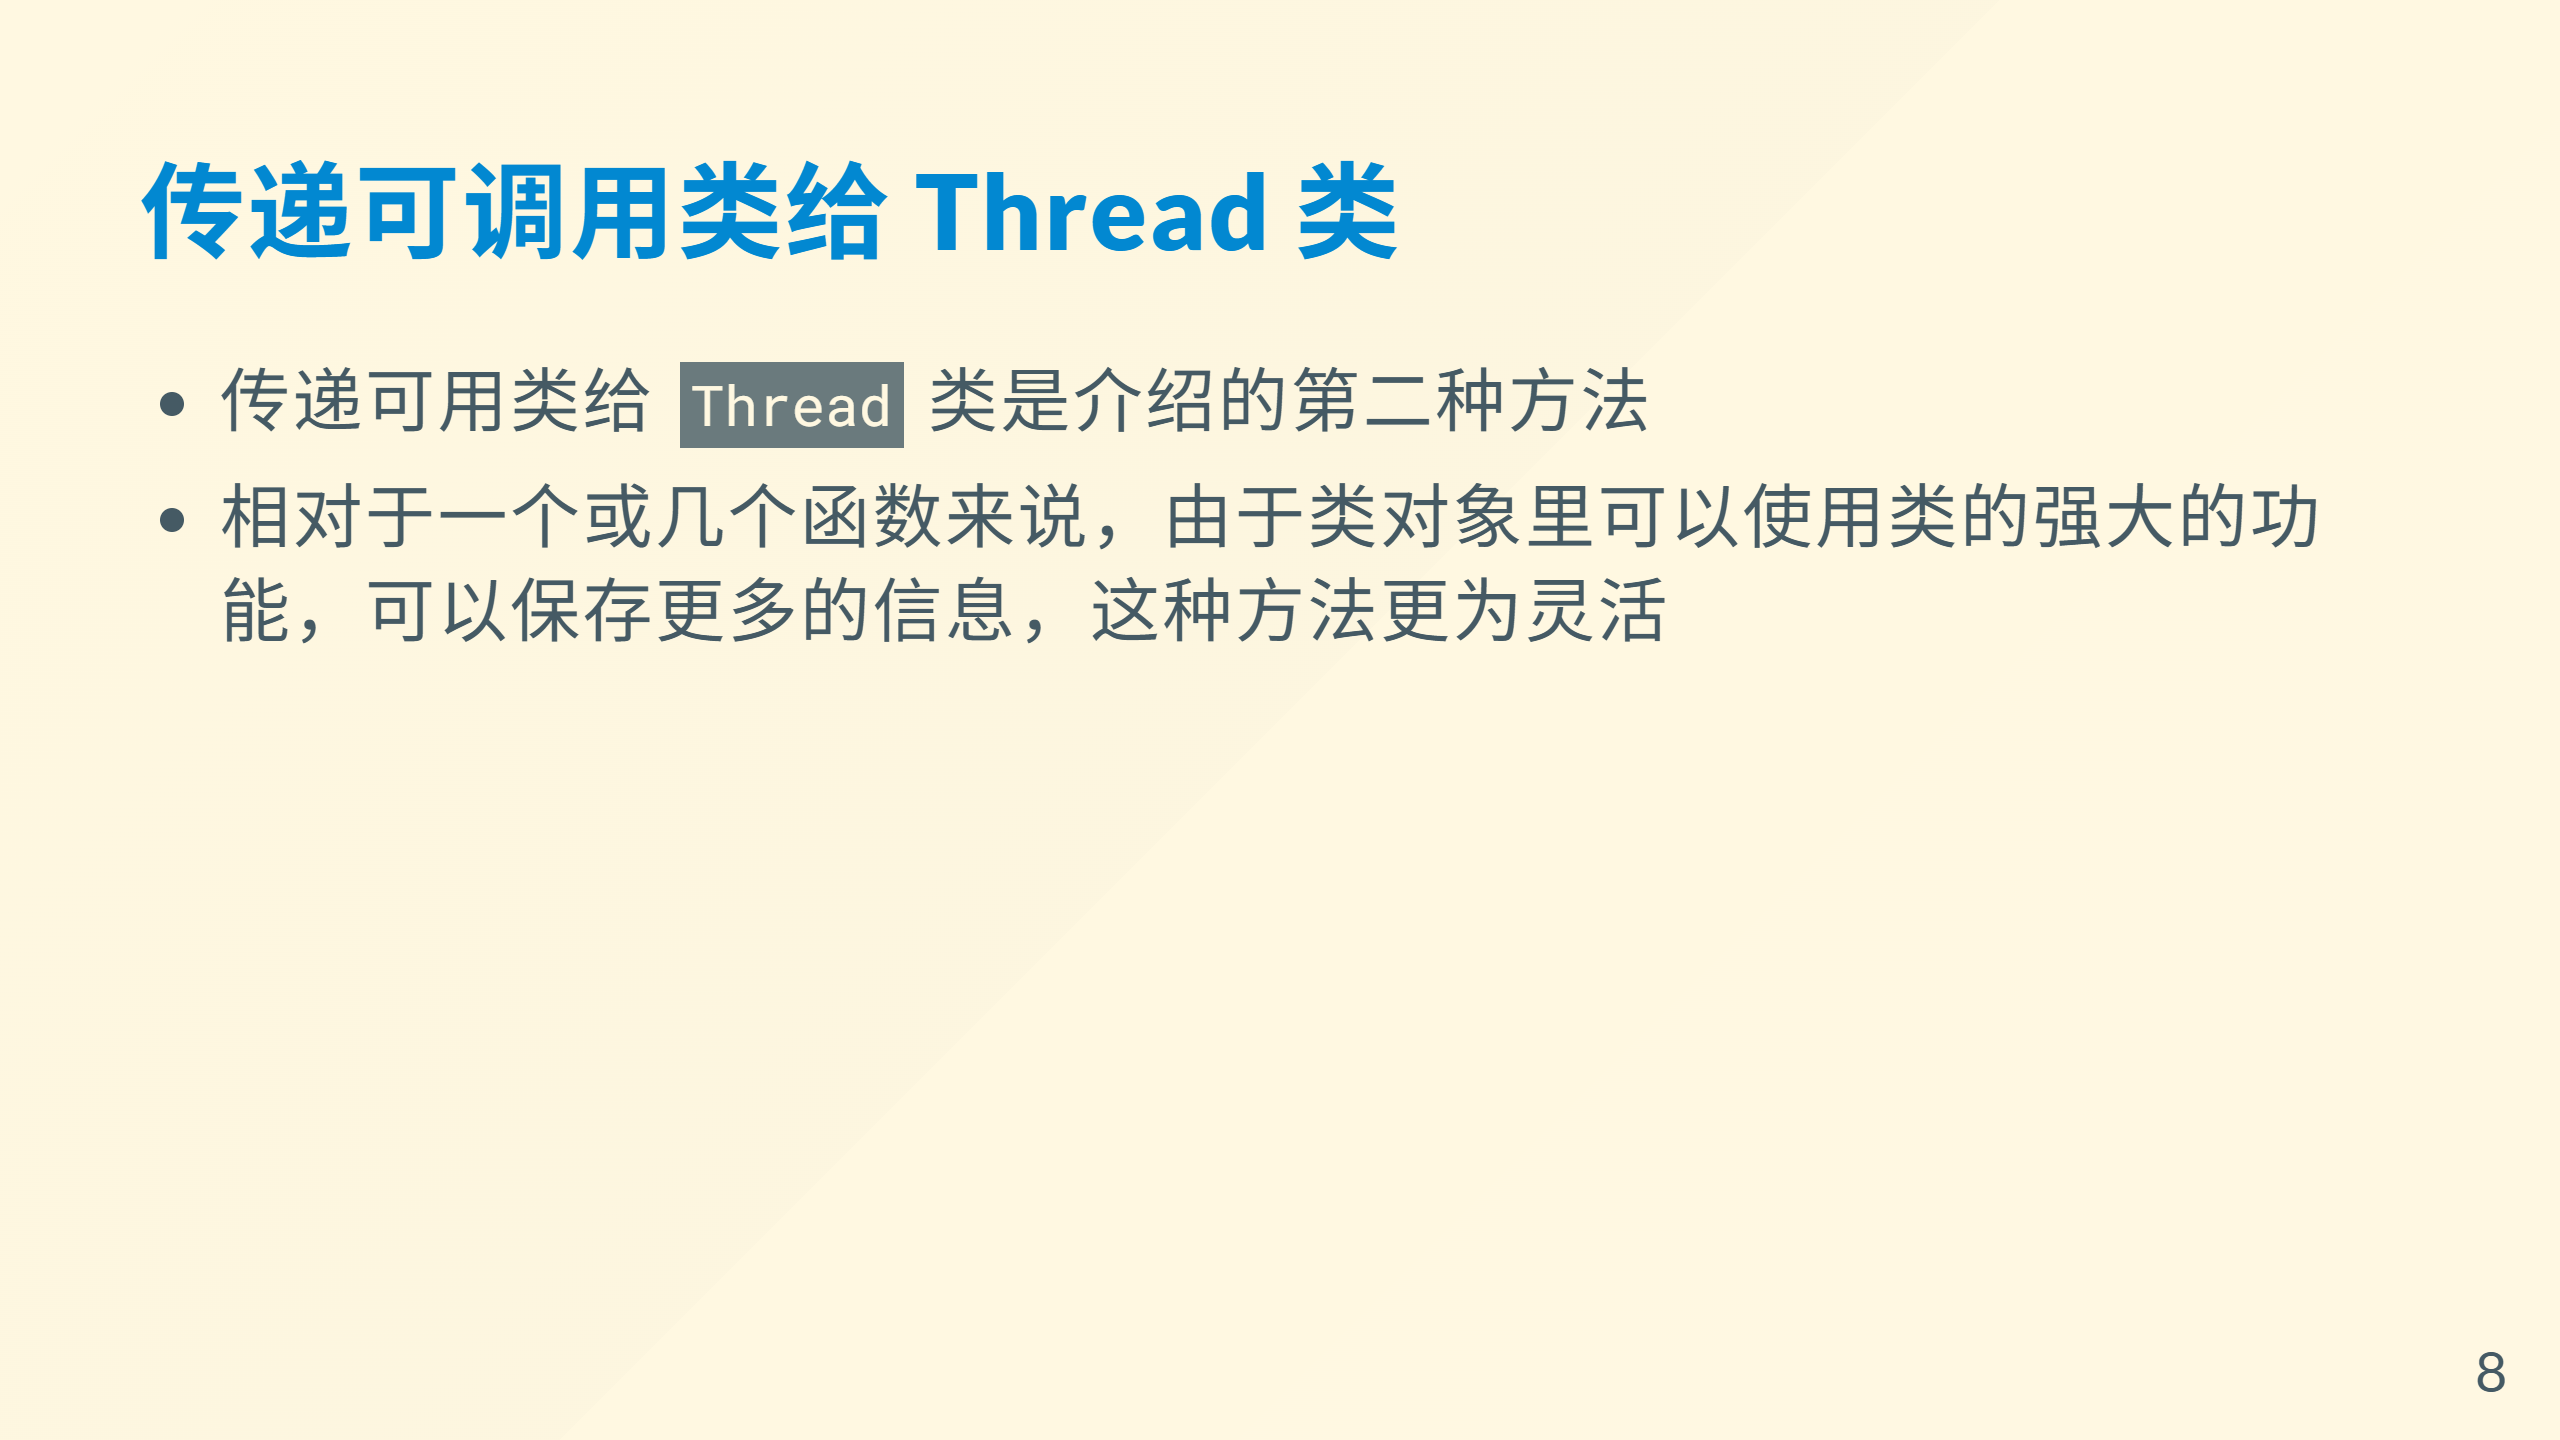 传递可调用类给 Thread 类
传递可用类给 Thread 类是介绍的第二种方法
相对于一个或几个函数来说，由于类对象里可以使用类的强大的功
能，可以保存更多的信息，这种方法更为灵活
8